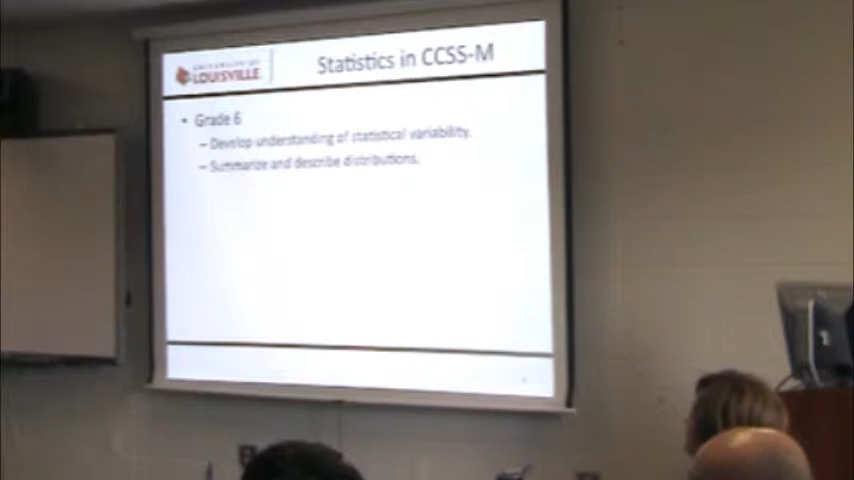 UNIVERSITY OF
LOUISVILLE
Statistics in CCSS-M
• Grade 6
– Develop understanding of statistical variability.
– Summarize and describe distributions.